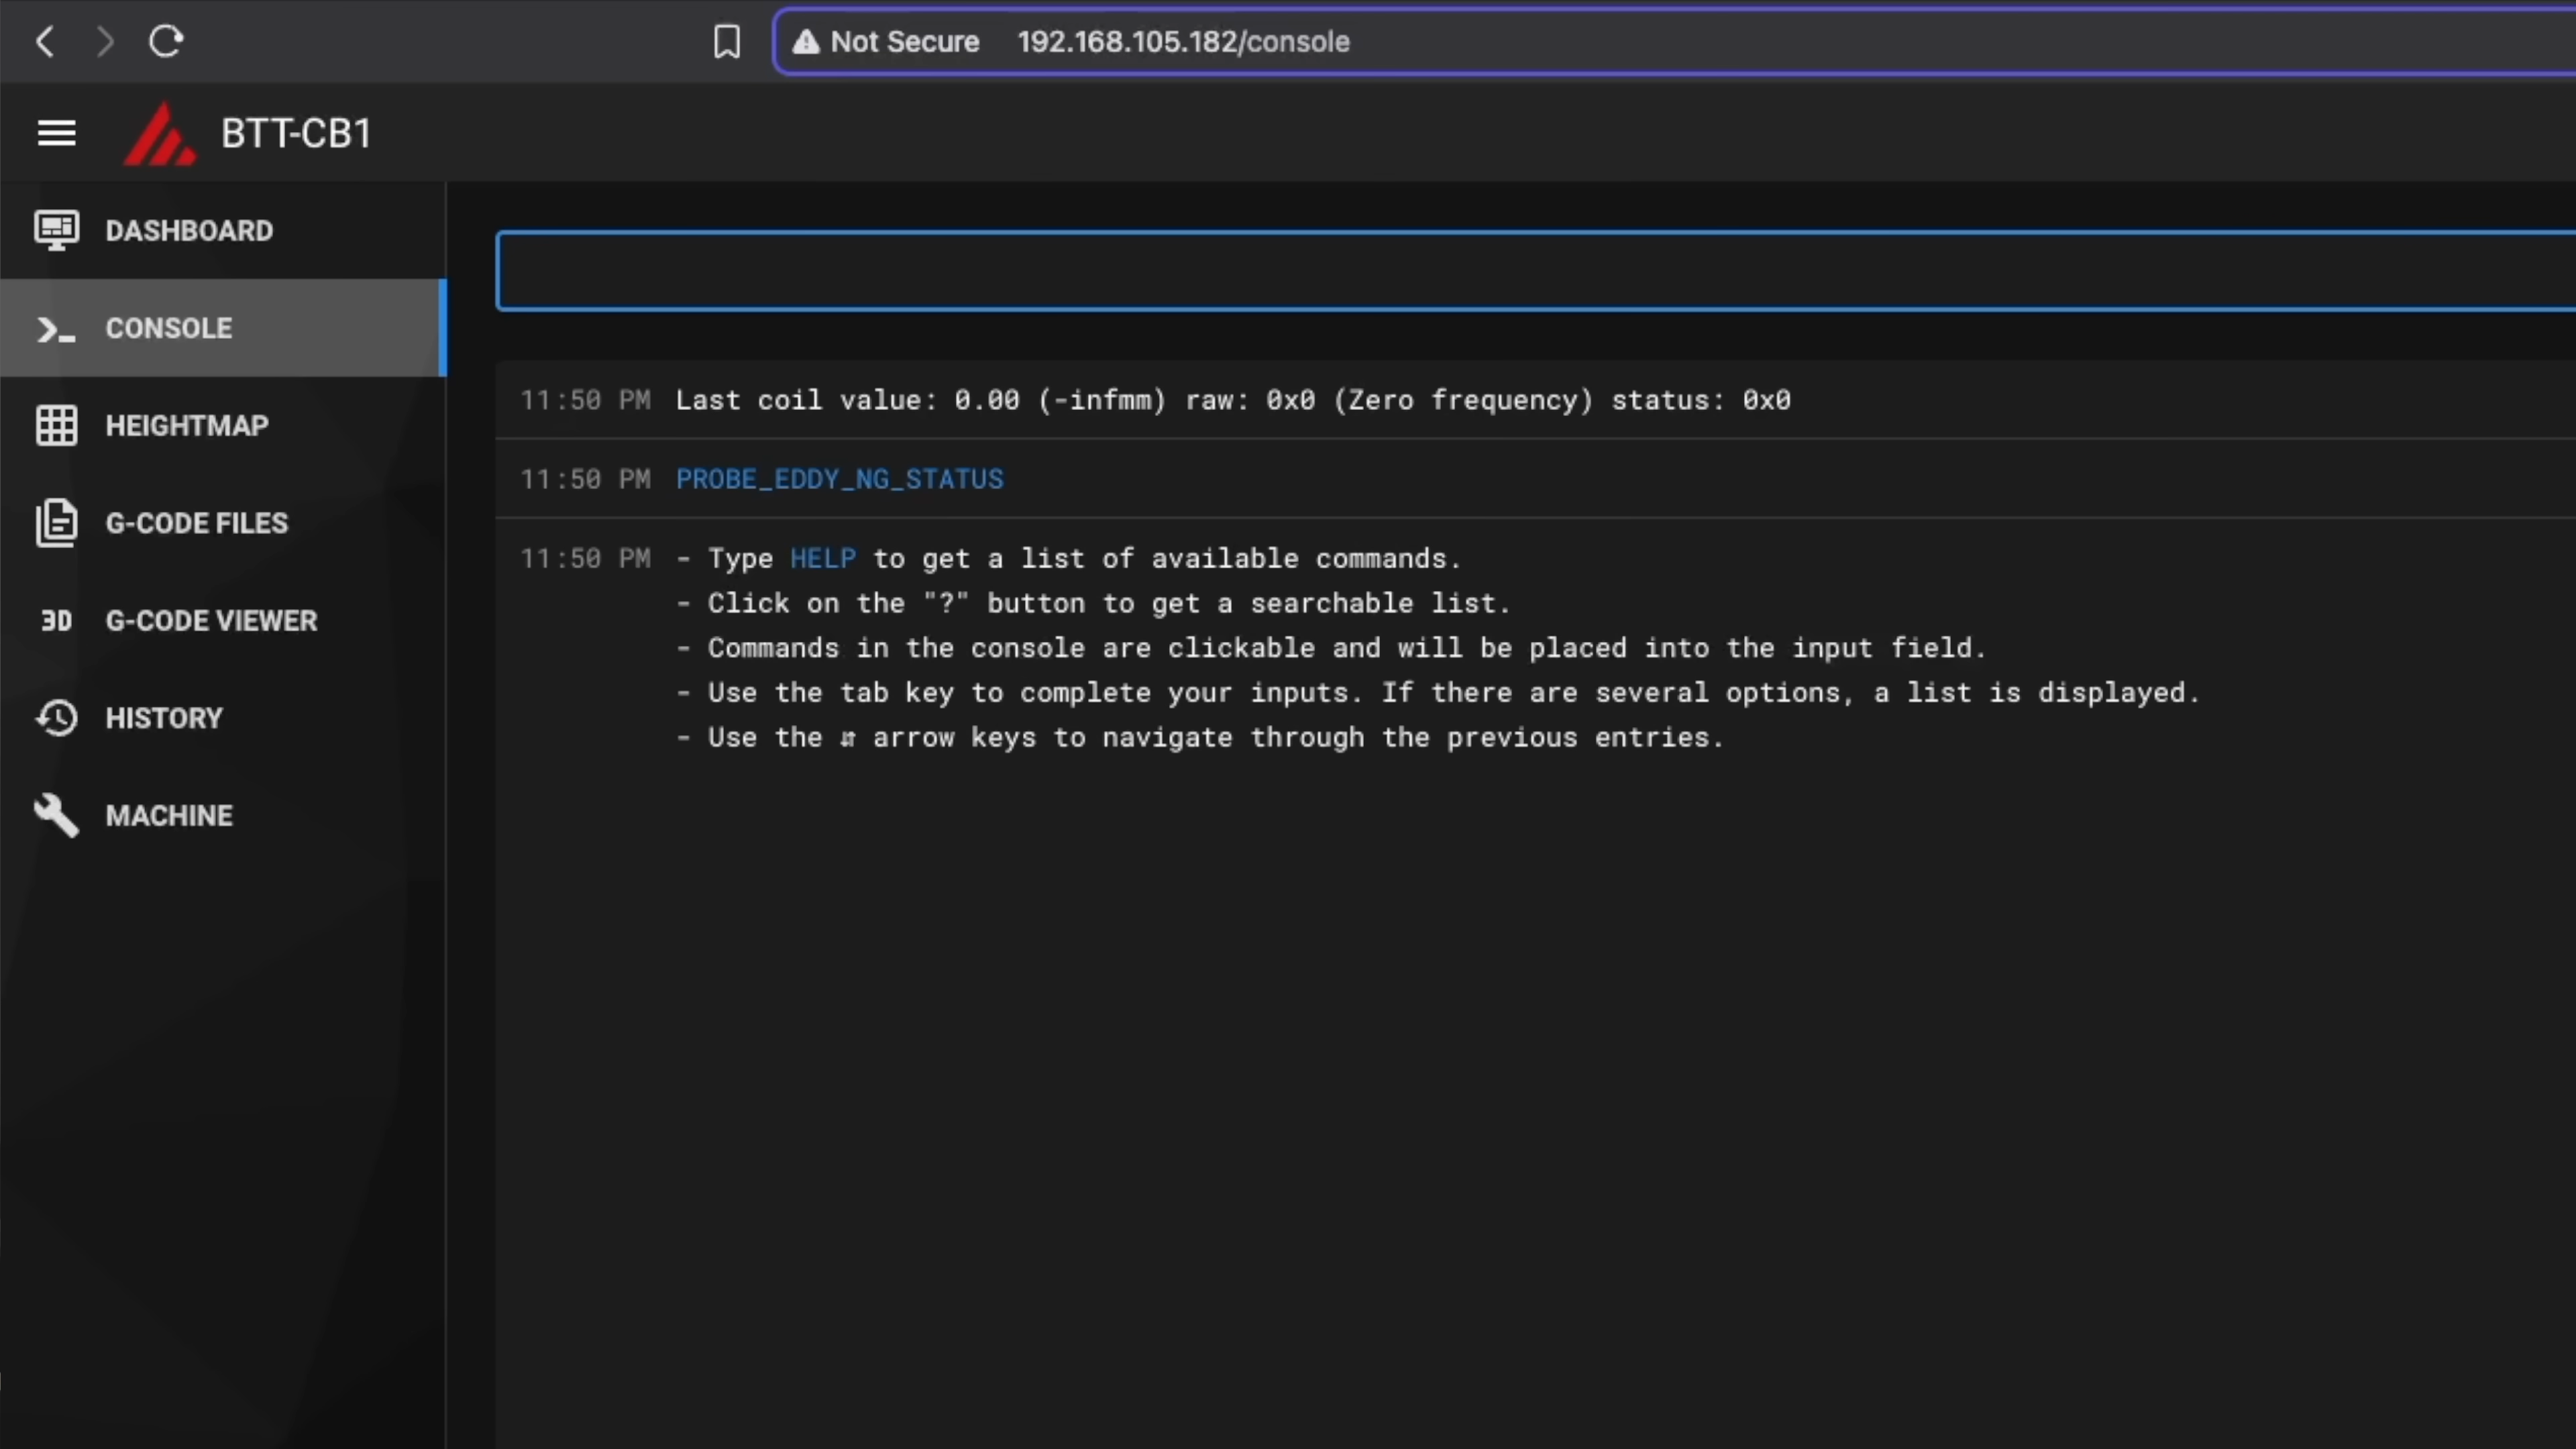 Not Secure 192.168.105.182/console
BTT-CB1
DASHBOARD
CONSOLE
HEIGHTMAP
G-CODE FILES
3D G-CODE VIEWER
HISTORY
MACHINE
11:50 PM Last coil value: 0.00 (-infmm) raw: 0x0 (Zero frequency) status: 0x0
11:50 PM PROBE_EDDY_NG_STATUS
11:50 PM - Type HELP to get a list of available commands.
- Click on the "?" button to get a searchable list.
- Commands in the console are clickable and will be placed into the input field.
- Use the tab key to complete your inputs. If there are several options, a list is displayed.
- Use the ⇵ arrow keys to navigate through the previous entries.